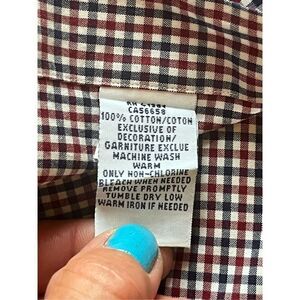 CA56658
100% COTTON/COTON
EXCLUSIVE OF
DECORATION/
GARNITURE EXCLUE
MACHINE WASH
WARM
ONLY NON-CHLORINE
BLEACH WHEN NEEDED
REMOVE PROMPTLY
TUMBLE DRY LOW
WARM IRON IF NEEDED